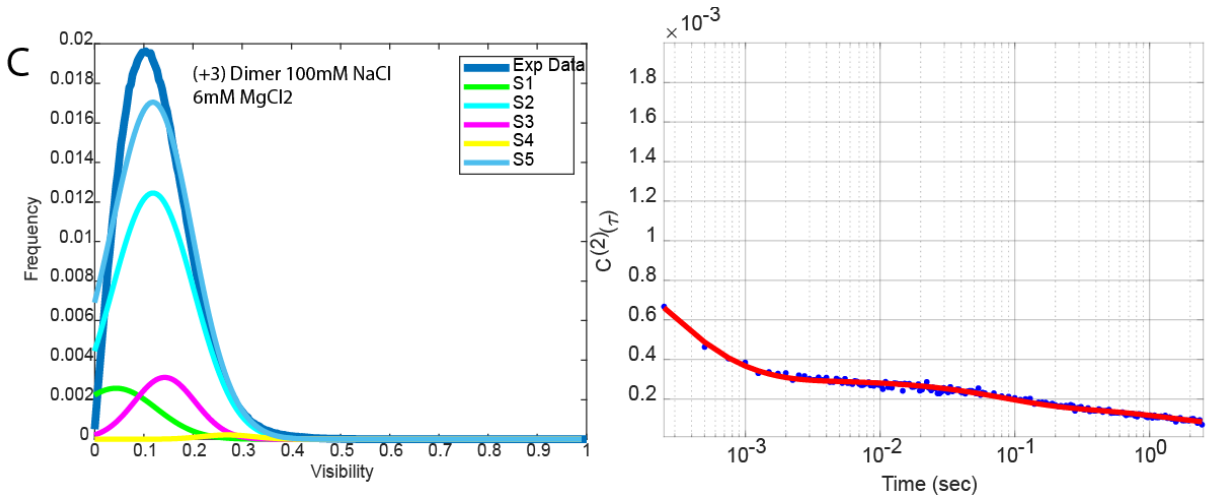 C
(+3) Dimer 100mM NaCl
6mM MgCl2
Exp Data
S1
S2
S3
S4
S5
0.02
0.018
0.016
0.014
0.012
0.01
0.008
0.006
0.004
0.002
0
Frequency
0 0.1 0.2 0.3 0.4 0.5 0.6 0.7 0.8 0.9 1
Visibility
× 10⁻³
1.8
1.6
1.4
1.2
1
0.8
0.6
0.4
0.2
C⁽²⁾(τ)
10⁻³ 10⁻² 10⁻¹ 10⁰
Time (sec)